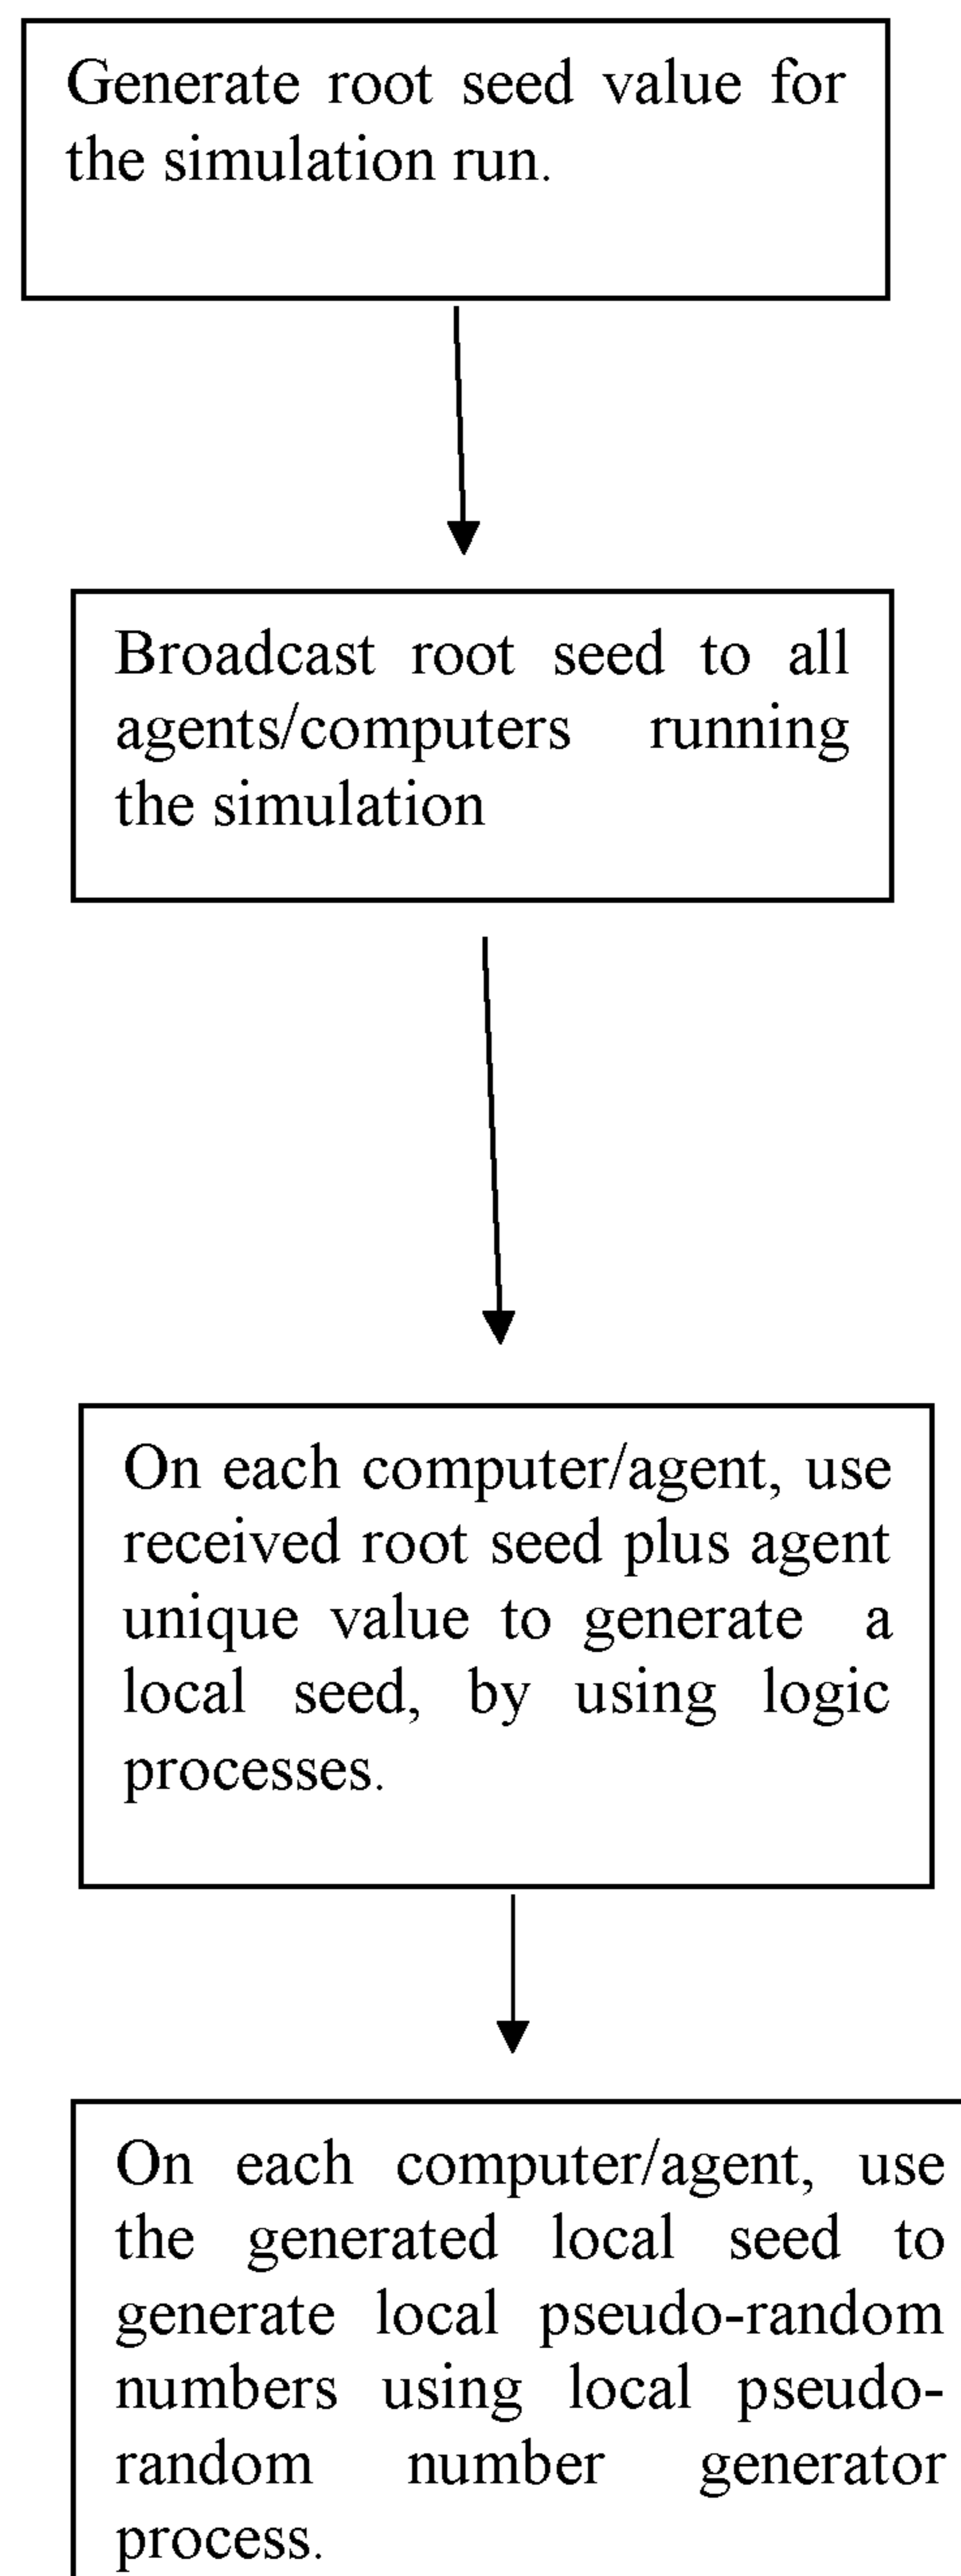 Generate root seed value for
the simulation run.
Broadcast root seed to all
agents/computers running
the simulation
On each computer/agent, use
received root seed plus agent
unique value to generate a
local seed, by using logic
processes.
On each computer/agent, use
the generated local seed to
generate local pseudo-random
numbers using local pseudo-
random number generator
process.